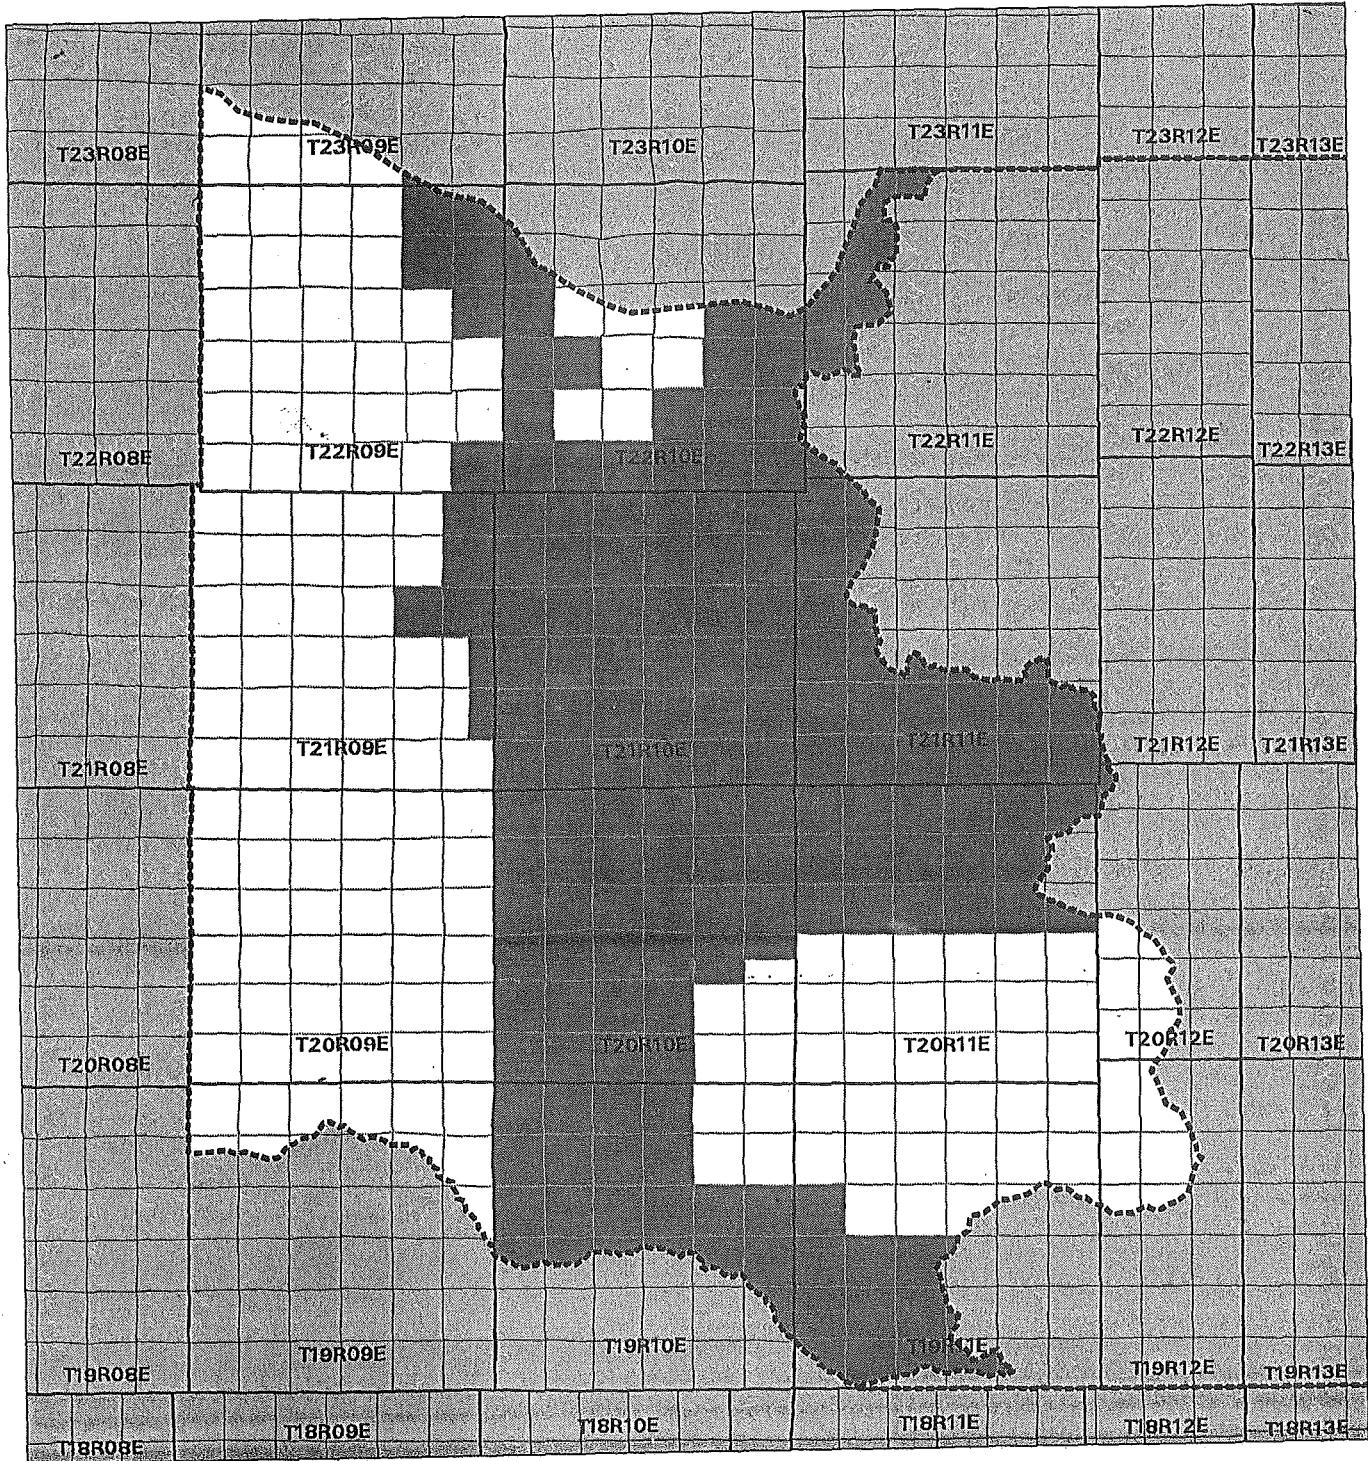 T23R08E T23R09E T23R10E T23R11E T23R12E T23R13E
T22R08E T22R09E T22R10E T22R11E T22R12E T22R13E
T21R08E T21R09E T21R10E T21R11E T21R12E T21R13E
T20R08E T20R09E T20R10E T20R11E T20R12E T20R13E
T19R08E T19R09E T19R10E T19R11E T19R12E T19R13E
T18R08E T18R09E T18R10E T18R11E T18R12E T18R13E